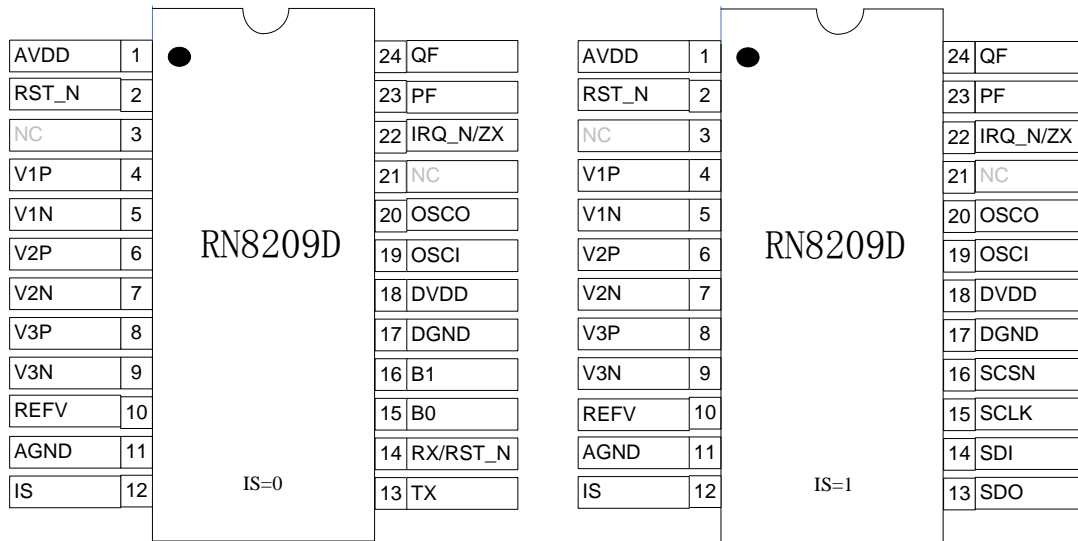 AVDD 1 24 QF AVDD 1 24 QF
RST_N 2 23 PF RST_N 2 23 PF
NC 3 22 IRQ_N/ZX NC 3 22 IRQ_N/ZX
V1P 4 21 NC V1P 4 21 NC
V1N 5 20 OSCO V1N 5 20 OSCO
V2P 6 RN8209D 19 OSCI V2P 6 RN8209D 19 OSCI
V2N 7 18 DVDD V2N 7 18 DVDD
V3P 8 17 DGND V3P 8 17 DGND
V3N 9 16 B1 V3N 9 16 SCSN
REFV 10 15 B0 REFV 10 15 SCLK
AGND 11 14 RX/RST_N AGND 11 14 SDI
IS 12 IS=0 13 TX IS 12 IS=1 13 SDO